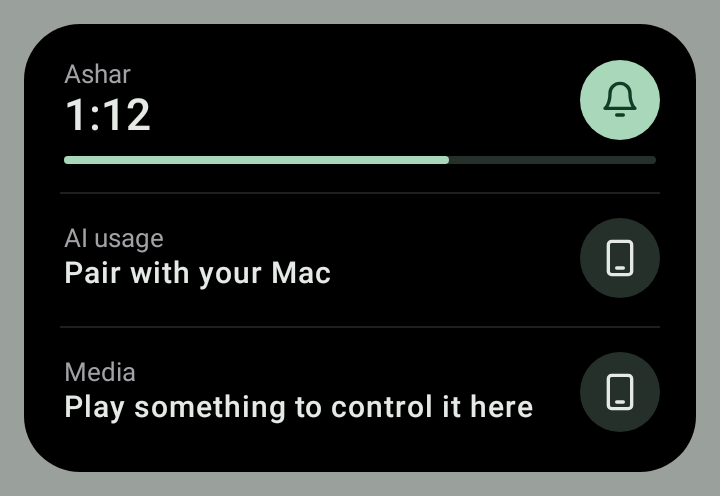 Ashar
1:12
AI usage
Pair with your Mac
Media
Play something to control it here